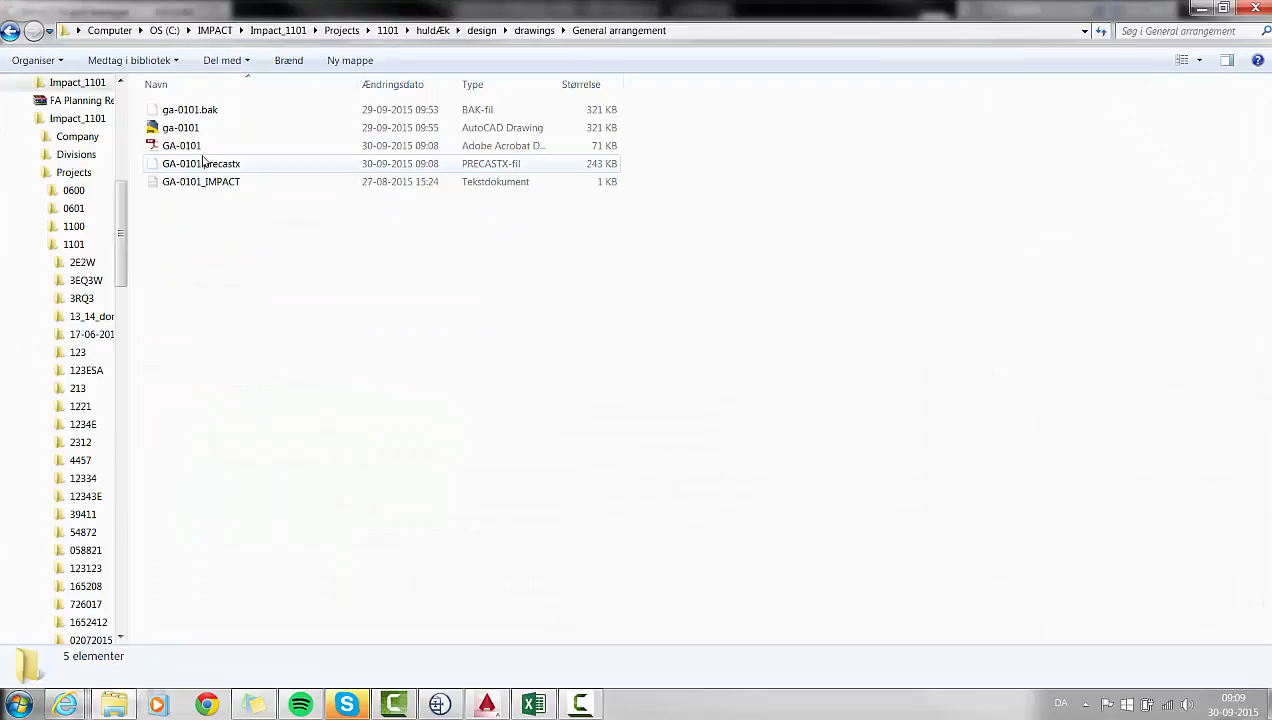 Computer OS (C:) IMPACT Impact_1101 Projects 1101 huldÆk design drawings General arrangement Søg i General arrangement
Organiser Medtag i bibliotek Del med Brænd Ny mappe
Impact_1101
FA Planning Re
Impact_1101
Company
Divisions
Projects
0600
0601
1100
1101
2E2W
3EQ3W
3RQ3
13_14_dor
17-06-201
123
123ESA
213
1221
1234E
2312
4457
12334
12343E
39411
54872
058821
123123
165208
726017
1652412
02072015
Navn Ændringsdato Type Størrelse
ga-0101.bak 29-09-2015 09:53 BAK-fil 321 KB
ga-0101 29-09-2015 09:55 AutoCAD Drawing 321 KB
GA-0101 30-09-2015 09:08 Adobe Acrobat D... 71 KB
GA-0101.precastx 30-09-2015 09:08 PRECASTX-fil 243 KB
GA-0101_IMPACT 27-08-2015 15:24 Tekstdokument 1 KB
5 elementer
DA
09:09
30-09-2015